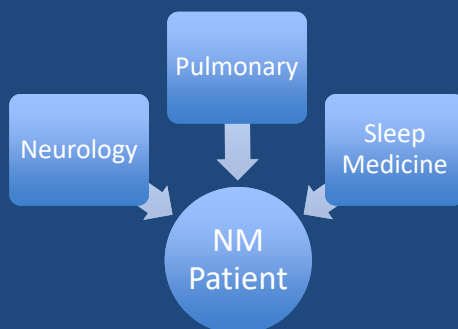 Pulmonary
Neurology
Sleep
Medicine
NM
Patient